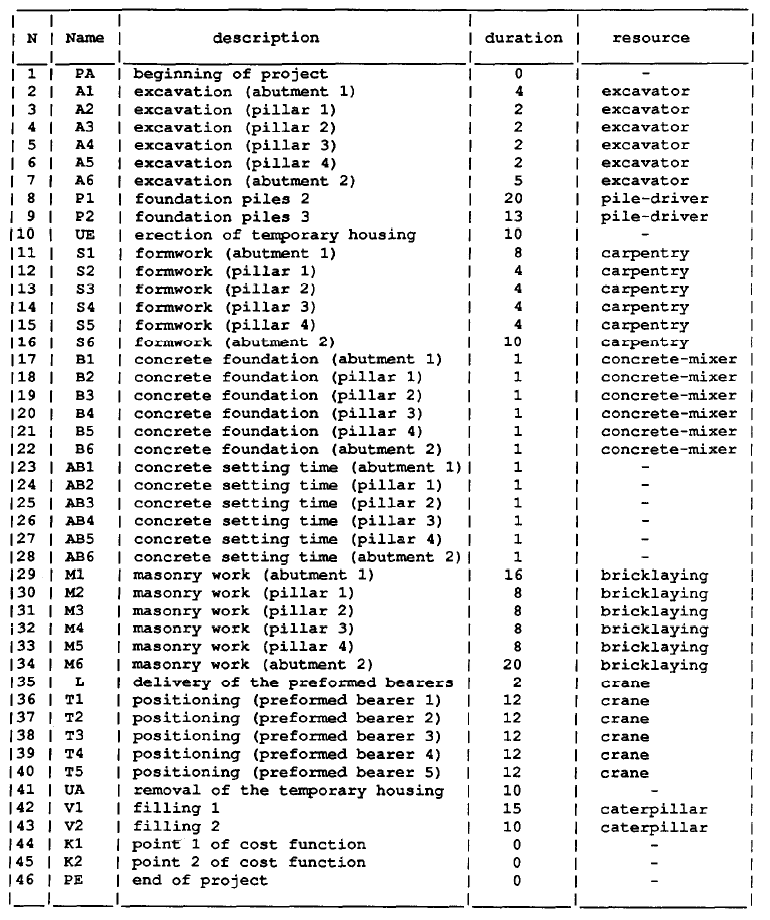 N | Name | description | duration | resource
1 | PA | beginning of project | 0 | -
2 | A1 | excavation (abutment 1) | 4 | excavator
3 | A2 | excavation (pillar 1) | 2 | excavator
4 | A3 | excavation (pillar 2) | 2 | excavator
5 | A4 | excavation (pillar 3) | 2 | excavator
6 | A5 | excavation (pillar 4) | 2 | excavator
7 | A6 | excavation (abutment 2) | 5 | excavator
8 | P1 | foundation piles 2 | 20 | pile-driver
9 | P2 | foundation piles 3 | 13 | pile-driver
10 | UE | erection of temporary housing | 10 | -
11 | S1 | formwork (abutment 1) | 8 | carpentry
12 | S2 | formwork (pillar 1) | 4 | carpentry
13 | S3 | formwork (pillar 2) | 4 | carpentry
14 | S4 | formwork (pillar 3) | 4 | carpentry
15 | S5 | formwork (pillar 4) | 4 | carpentry
16 | S6 | formwork (abutment 2) | 10 | carpentry
17 | B1 | concrete foundation (abutment 1) | 1 | concrete-mixer
18 | B2 | concrete foundation (pillar 1) | 1 | concrete-mixer
19 | B3 | concrete foundation (pillar 2) | 1 | concrete-mixer
20 | B4 | concrete foundation (pillar 3) | 1 | concrete-mixer
21 | B5 | concrete foundation (pillar 4) | 1 | concrete-mixer
22 | B6 | concrete foundation (abutment 2) | 1 | concrete-mixer
23 | AB1 | concrete setting time (abutment 1) | 1 | -
24 | AB2 | concrete setting time (pillar 1) | 1 | -
25 | AB3 | concrete setting time (pillar 2) | 1 | -
26 | AB4 | concrete setting time (pillar 3) | 1 | -
27 | AB5 | concrete setting time (pillar 4) | 1 | -
28 | AB6 | concrete setting time (abutment 2) | 1 | -
29 | M1 | masonry work (abutment 1) | 16 | bricklaying
30 | M2 | masonry work (pillar 1) | 8 | bricklaying
31 | M3 | masonry work (pillar 2) | 8 | bricklaying
32 | M4 | masonry work (pillar 3) | 8 | bricklaying
33 | M5 | masonry work (pillar 4) | 8 | bricklaying
34 | M6 | masonry work (abutment 2) | 20 | bricklaying
35 | L | delivery of the preformed bearers | 2 | crane
36 | T1 | positioning (preformed bearer 1) | 12 | crane
37 | T2 | positioning (preformed bearer 2) | 12 | crane
38 | T3 | positioning (preformed bearer 3) | 12 | crane
39 | T4 | positioning (preformed bearer 4) | 12 | crane
40 | T5 | positioning (preformed bearer 5) | 12 | crane
41 | UA | removal of the temporary housing | 10 | -
42 | V1 | filling 1 | 15 | caterpillar
43 | V2 | filling 2 | 10 | caterpillar
44 | K1 | point 1 of cost function | 0 | -
45 | K2 | point 2 of cost function | 0 | -
46 | PE | end of project | 0 | -